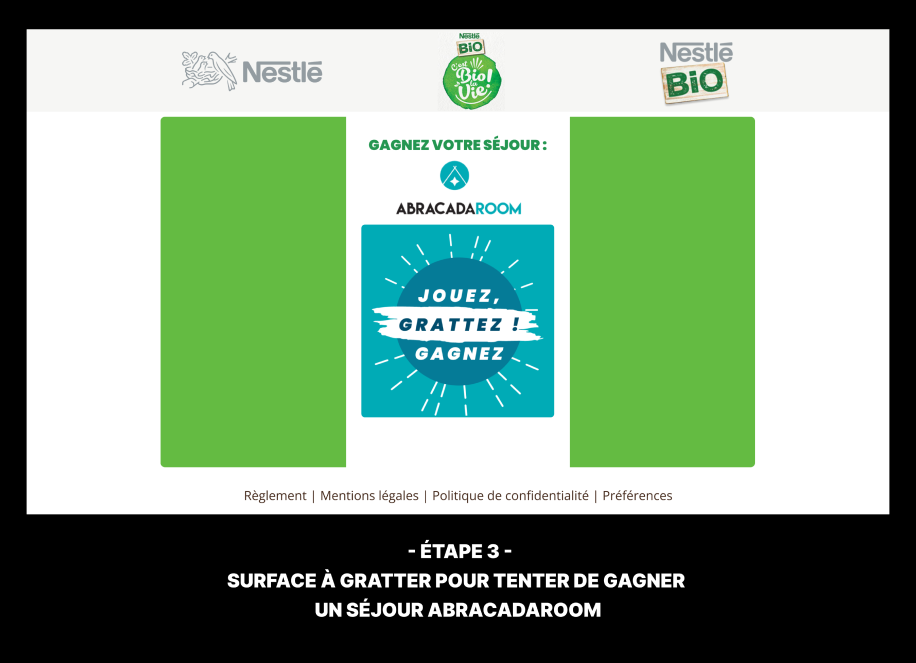 Nestlé
Nestlé
BiO
C'est
Bio
la
Vie!
Nestlé
BiO
GAGNEZ VOTRE SÉJOUR :
ABRACADAROOM
JOUEZ,
GRATTEZ !
GAGNEZ
Règlement | Mentions légales | Politique de confidentialité | Préférences
- ÉTAPE 3 -
SURFACE À GRATTER POUR TENTER DE GAGNER
UN SÉJOUR ABRACADAROOM